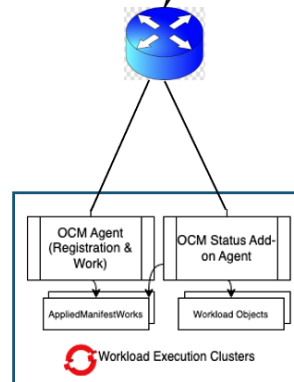 OCM Agent
(Registration &
Work)
OCM Status Add-
on Agent
AppliedManifestWorks
Workload Objects
Workload Execution Clusters